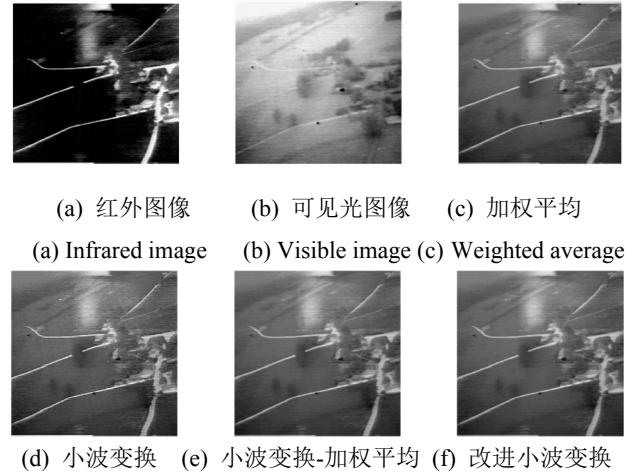 (a) 红外图像 (b) 可见光图像 (c) 加权平均
(a) Infrared image (b) Visible image (c) Weighted average
(d) 小波变换 (e) 小波变换-加权平均 (f) 改进小波变换